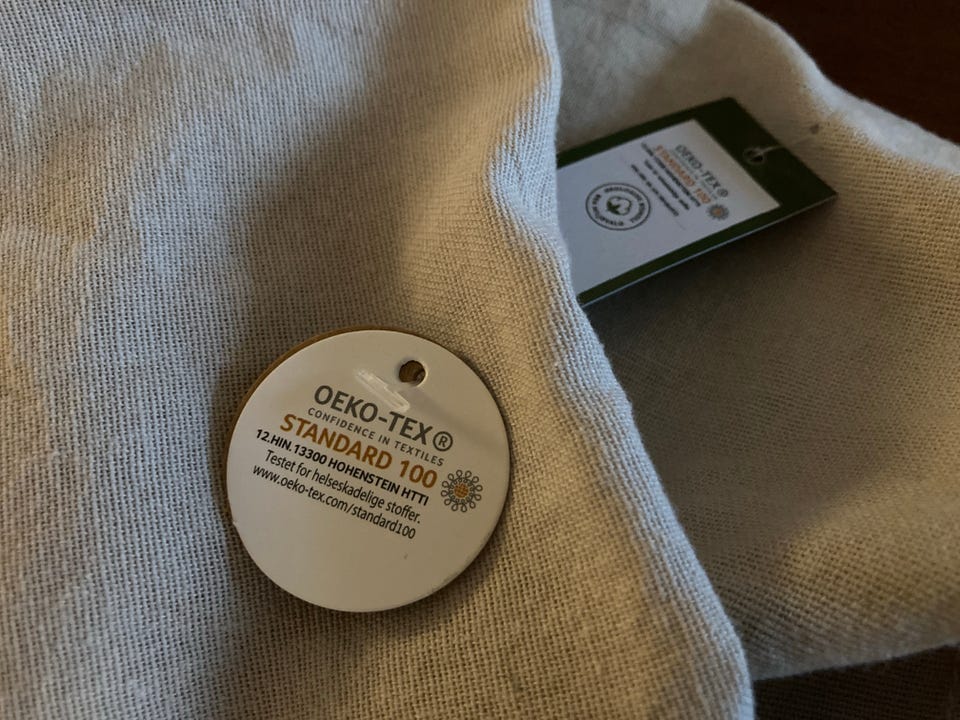 OEKO-TEX®
CONFIDENCE IN TEXTILES
STANDARD 100
12.HIN.13300 HOHENSTEIN HTTI
Testet for helseskadelige stoffer.
www.oeko-tex.com/standard100
OEKO-TEX®
STANDARD 100